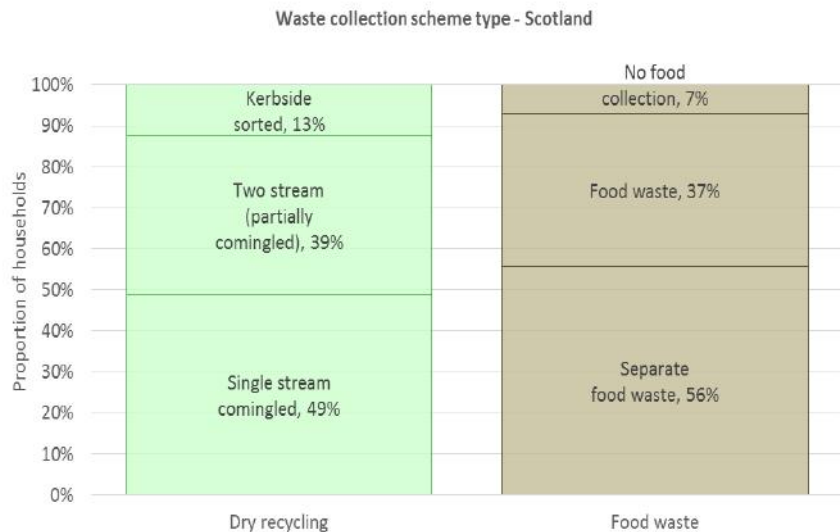 Waste collection scheme type - Scotland
Proportion of households
100%
90%
80%
70%
60%
50%
40%
30%
20%
10%
0%
Kerbside
sorted, 13%
Two stream
(partially
comingled), 39%
Single stream
comingled, 49%
Dry recycling
No food
collection, 7%
Food waste, 37%
Separate
food waste, 56%
Food waste